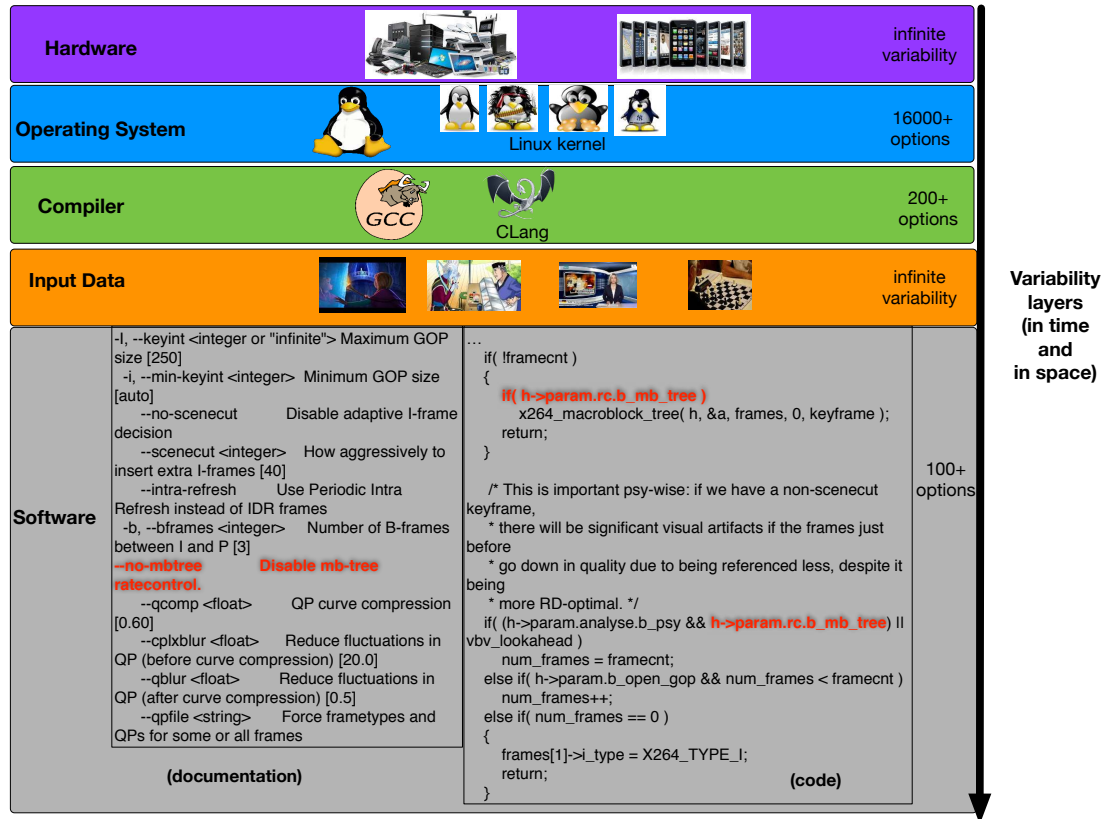 Hardware
infinite
variability
Operating System
Linux kernel
16000+
options
Compiler
GCC
CLang
200+
options
Input Data
infinite
variability
Variability
layers
(in time
and
in space)
Software
-I, --keyint <integer or "infinite"> Maximum GOP
size [250]
-i, --min-keyint <integer> Minimum GOP size
[auto]
--no-scenecut Disable adaptive I-frame
decision
--scenecut <integer> How aggressively to
insert extra I-frames [40]
--intra-refresh Use Periodic Intra
Refresh instead of IDR frames
-b, --bframes <integer> Number of B-frames
between I and P [3]
--no-mbtree Disable mb-tree
ratecontrol.
--qcomp <float> QP curve compression
[0.60]
--cplxblur <float> Reduce fluctuations in
QP (before curve compression) [20.0]
--qblur <float> Reduce fluctuations in
QP (after curve compression) [0.5]
--qpfile <string> Force frametypes and
QPs for some or all frames
(documentation)
...
if( !framecnt )
{
if( h->param.rc.b_mb_tree )
x264_macroblock_tree( h, &a, frames, 0, keyframe );
return;
}
/* This is important psy-wise: if we have a non-scenecut
keyframe,
* there will be significant visual artifacts if the frames just
before
* go down in quality due to being referenced less, despite it
being
* more RD-optimal. */
if( (h->param.analyse.b_psy && h->param.rc.b_mb_tree) ||
vbv_lookahead )
num_frames = framecnt;
else if( h->param.b_open_gop && num_frames < framecnt )
num_frames++;
else if( num_frames == 0 )
{
frames[1]->i_type = X264_TYPE_I;
return;
}
(code)
100+
options